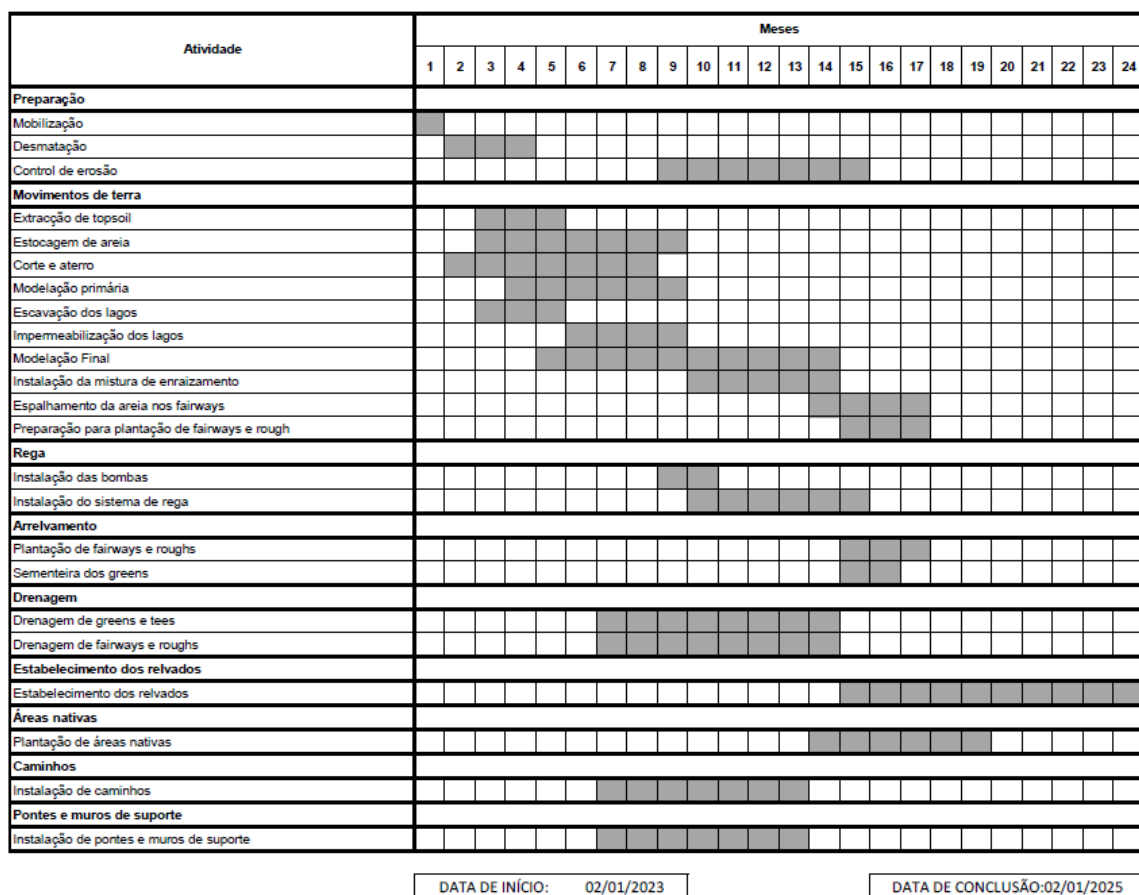 Atividade
Meses
1 2 3 4 5 6 7 8 9 10 11 12 13 14 15 16 17 18 19 20 21 22 23 24
Preparação
Mobilização
Desmatação
Control de erosão
Movimentos de terra
Extracção de topsoil
Estocagem de areia
Corte e aterro
Modelação primária
Escavação dos lagos
Impermeabilização dos lagos
Modelação Final
Instalação da mistura de enraizamento
Espalhamento da areia nos fairways
Preparação para plantação de fairways e rough
Rega
Instalação das bombas
Instalação do sistema de rega
Arrelvamento
Plantação de fairways e roughs
Sementeira dos greens
Drenagem
Drenagem de greens e tees
Drenagem de fairways e roughs
Estabelecimento dos relvados
Estabelecimento dos relvados
Áreas nativas
Plantação de áreas nativas
Caminhos
Instalação de caminhos
Pontes e muros de suporte
Instalação de pontes e muros de suporte
DATA DE INÍCIO: 02/01/2023
DATA DE CONCLUSÃO:02/01/2025